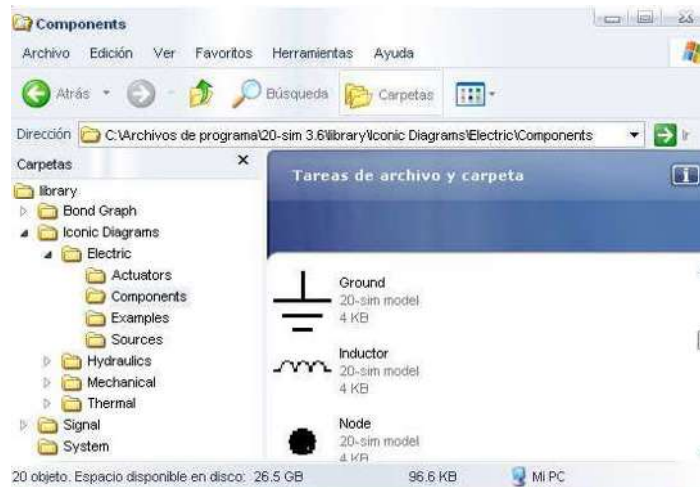 Components
Archivo Edición Ver Favoritos Herramientas Ayuda
Atrás Búsqueda Carpetas
Dirección C:\Archivos de programa\20-sim 3.6\library\Iconic Diagrams\Electric\Components Ir
Carpetas
library
Bond Graph
Iconic Diagrams
Electric
Actuators
Components
Examples
Sources
Hydraulics
Mechanical
Thermal
Signal
System
Tareas de archivo y carpeta
Ground
20-sim model
4 KB
Inductor
20-sim model
4 KB
Node
20-sim model
4 KB
20 objeto. Espacio disponible en disco: 26.5 GB 96.6 KB Mi PC